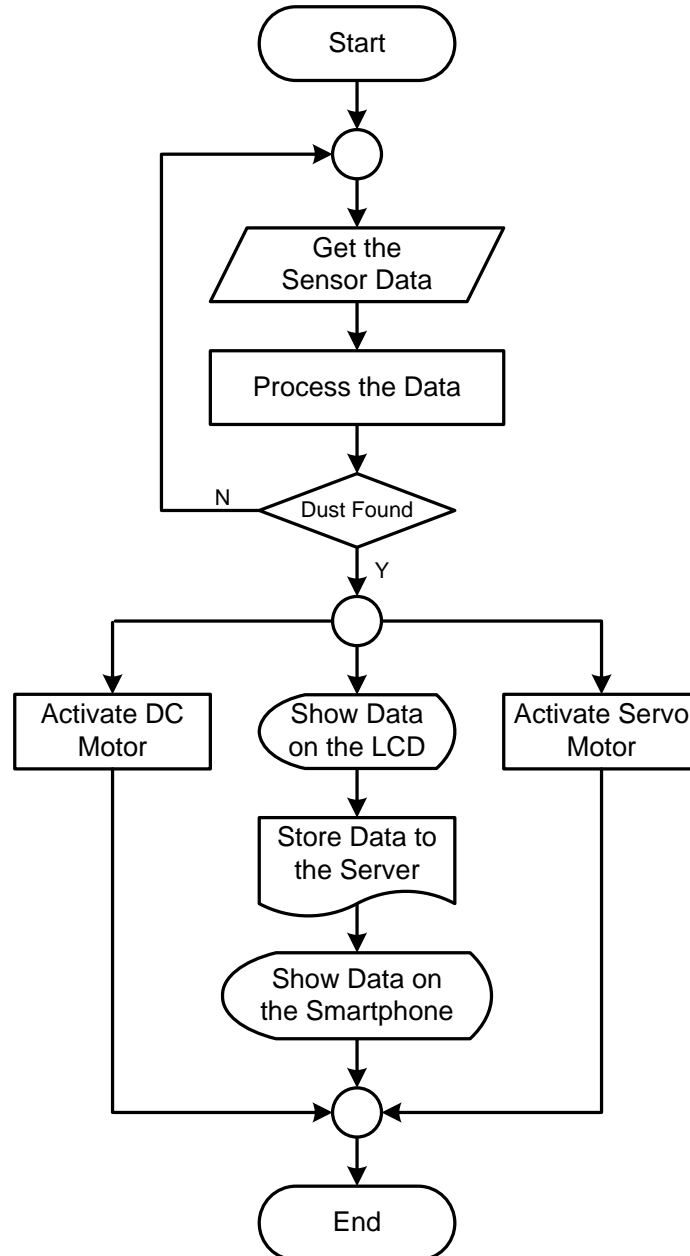 Start
Get the
Sensor Data
Process the Data
Dust Found
N
Y
Activate DC
Motor
Show Data
on the LCD
Activate Servo
Motor
Store Data to
the Server
Show Data on
the Smartphone
End